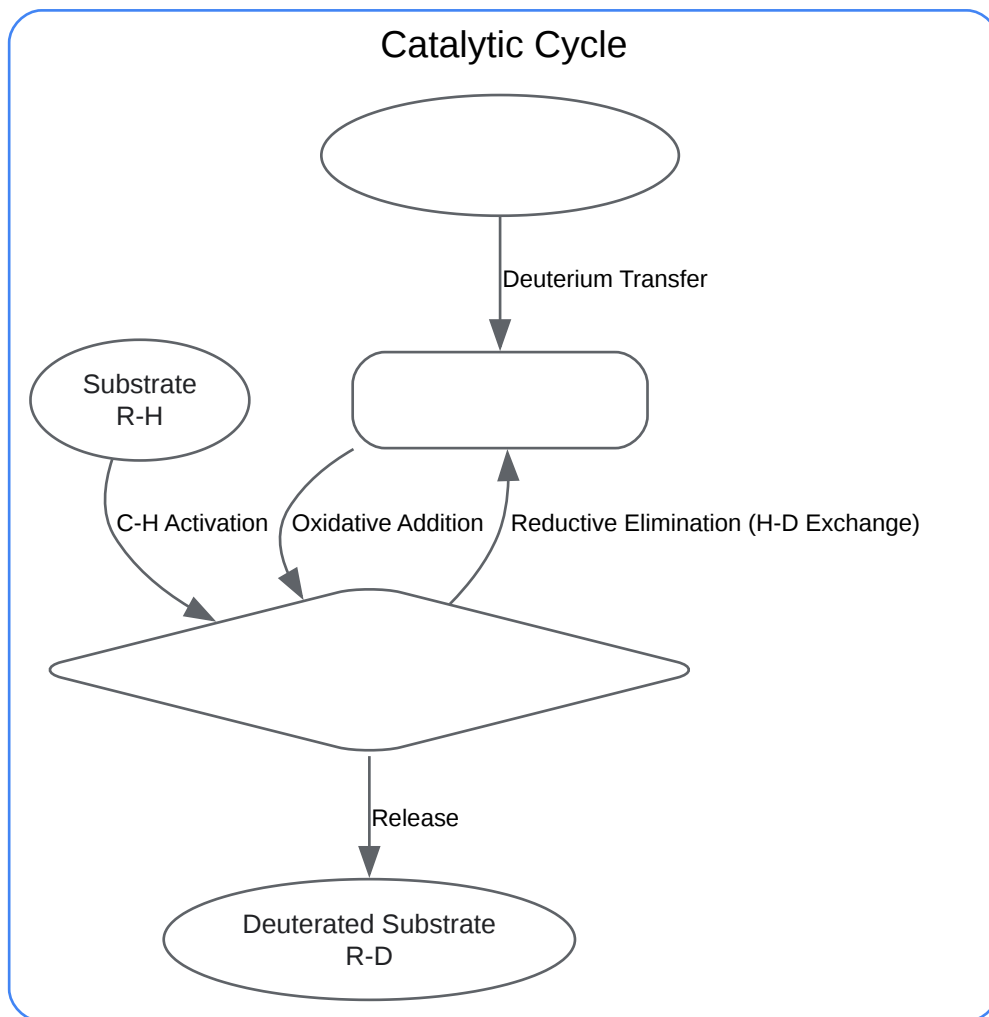 Catalytic Cycle
Deuterium Transfer
Substrate
R-H
C-H Activation
Oxidative Addition
Reductive Elimination (H-D Exchange)
Release
Deuterated Substrate
R-D